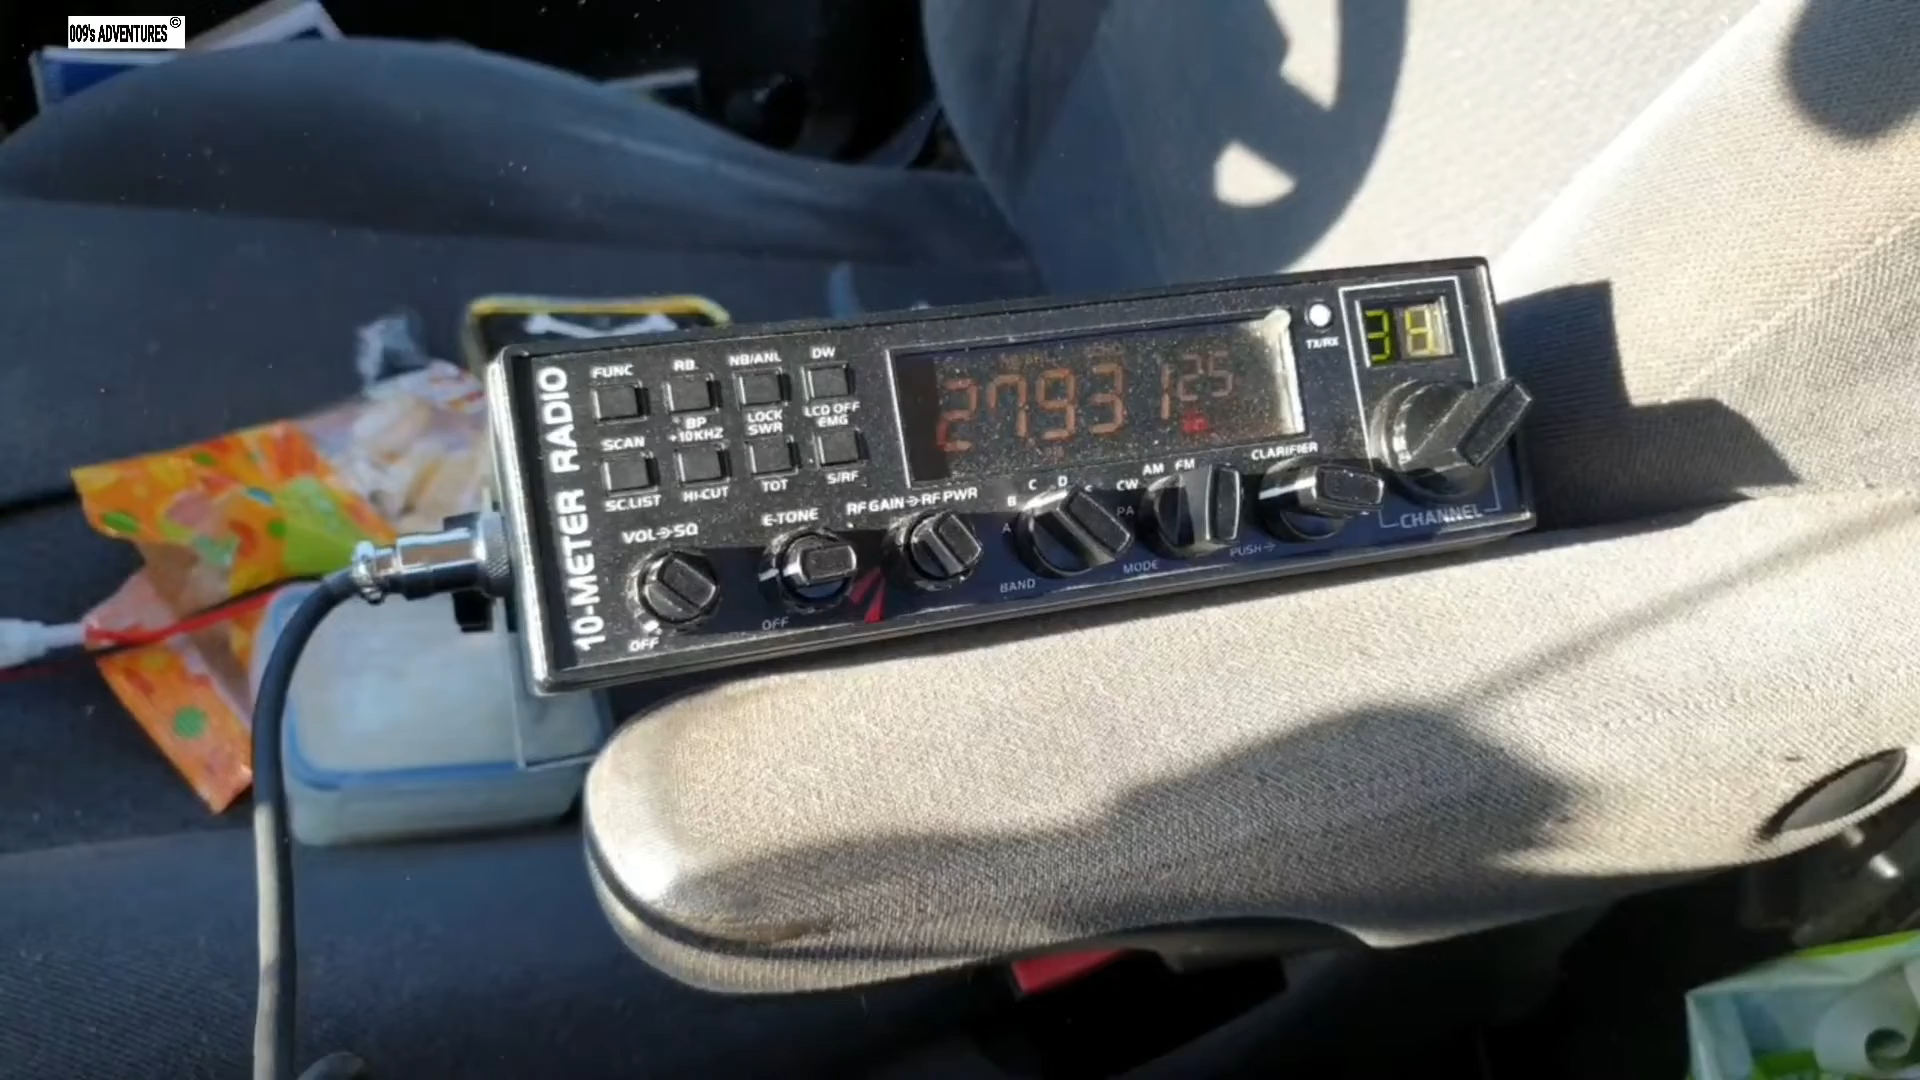 009's ADVENTURES ©
10-METER RADIO
FUNC RB NB/ANL DW
SCAN BP +10KHZ LOCK SWR LCD OFF EMG
SC.LIST HI-CUT TOT S/RF
VOL→SQ E-TONE RF GAIN→RF PWR
OFF OFF
A B C D
BAND
PA CW AM FM
MODE
CLARIFIER
PUSH→
27.931 25
TX/RX
CHANNEL